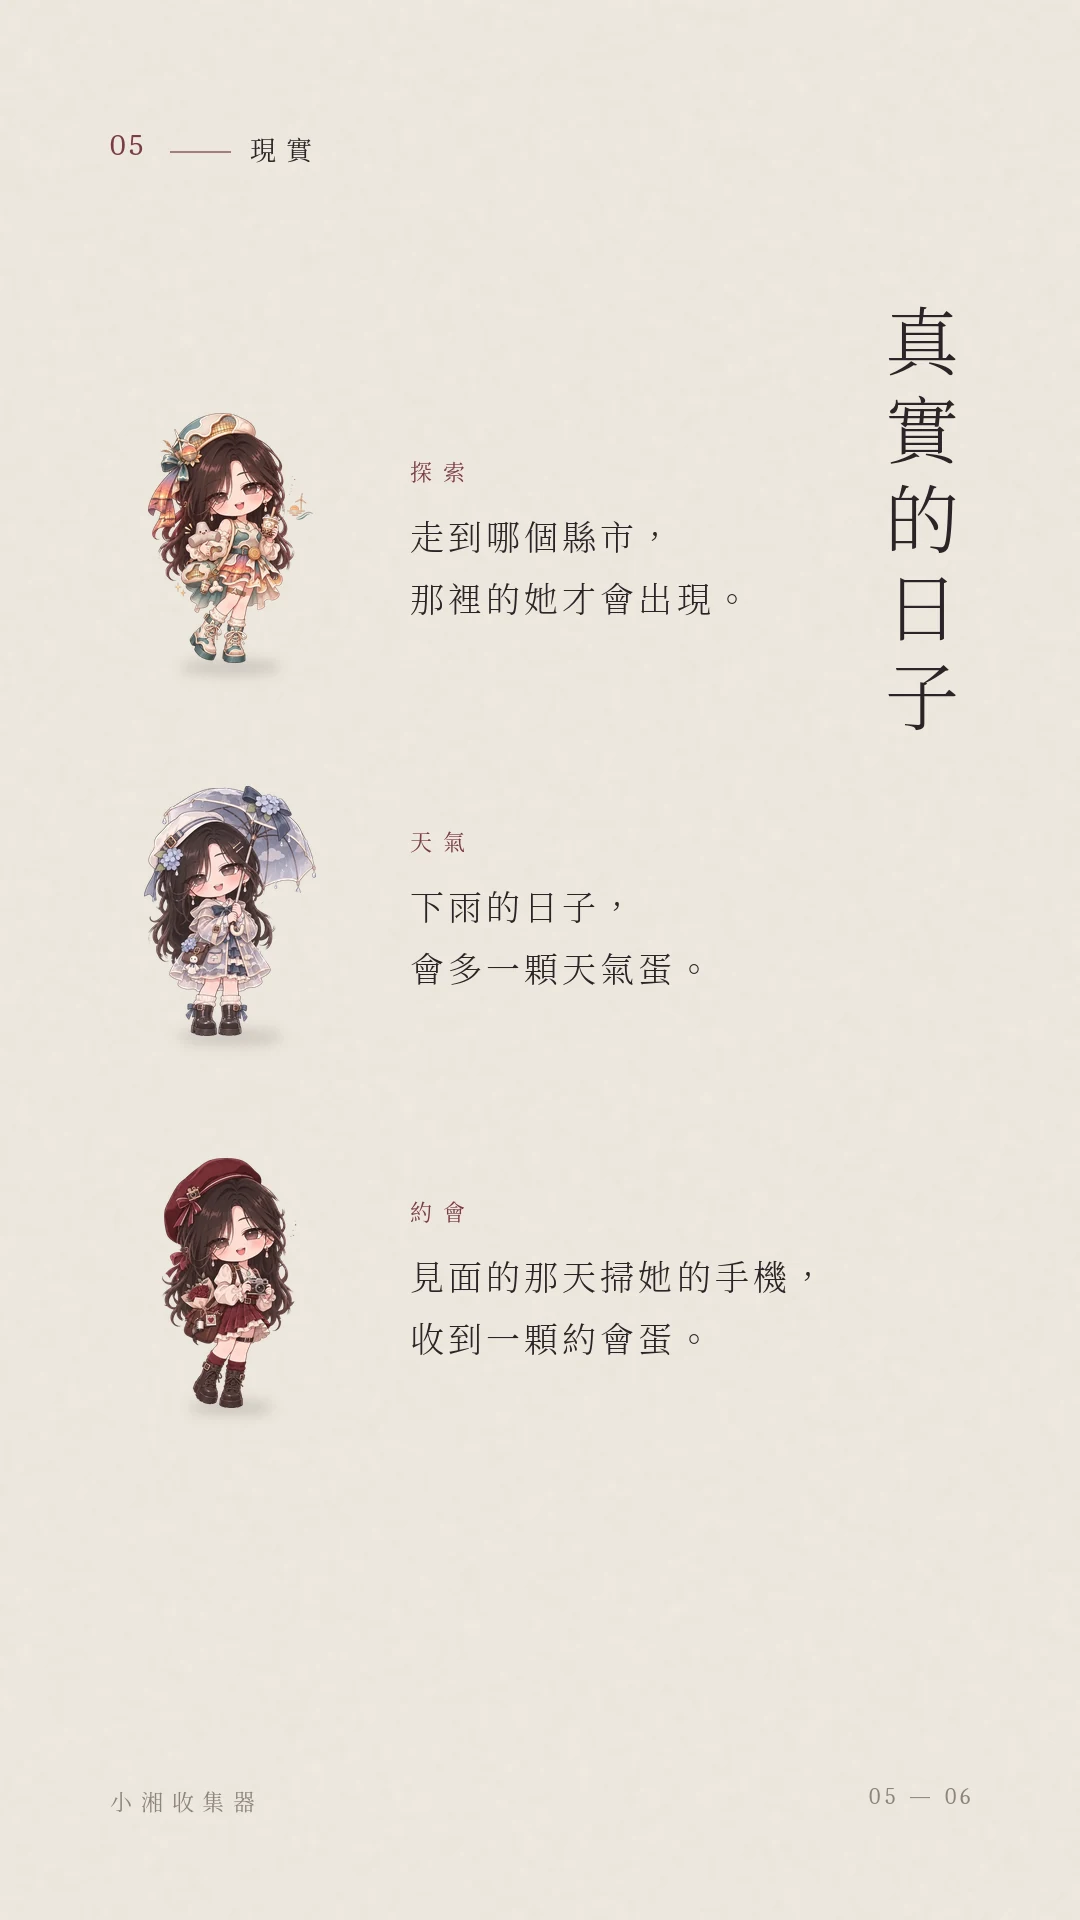 05 — 現實
真實的日子
探索
走到哪個縣市，
那裡的她才會出現。
天氣
下雨的日子，
會多一顆天氣蛋。
約會
見面的那天掃她的手機，
收到一顆約會蛋。
小湘收集器
05 — 06